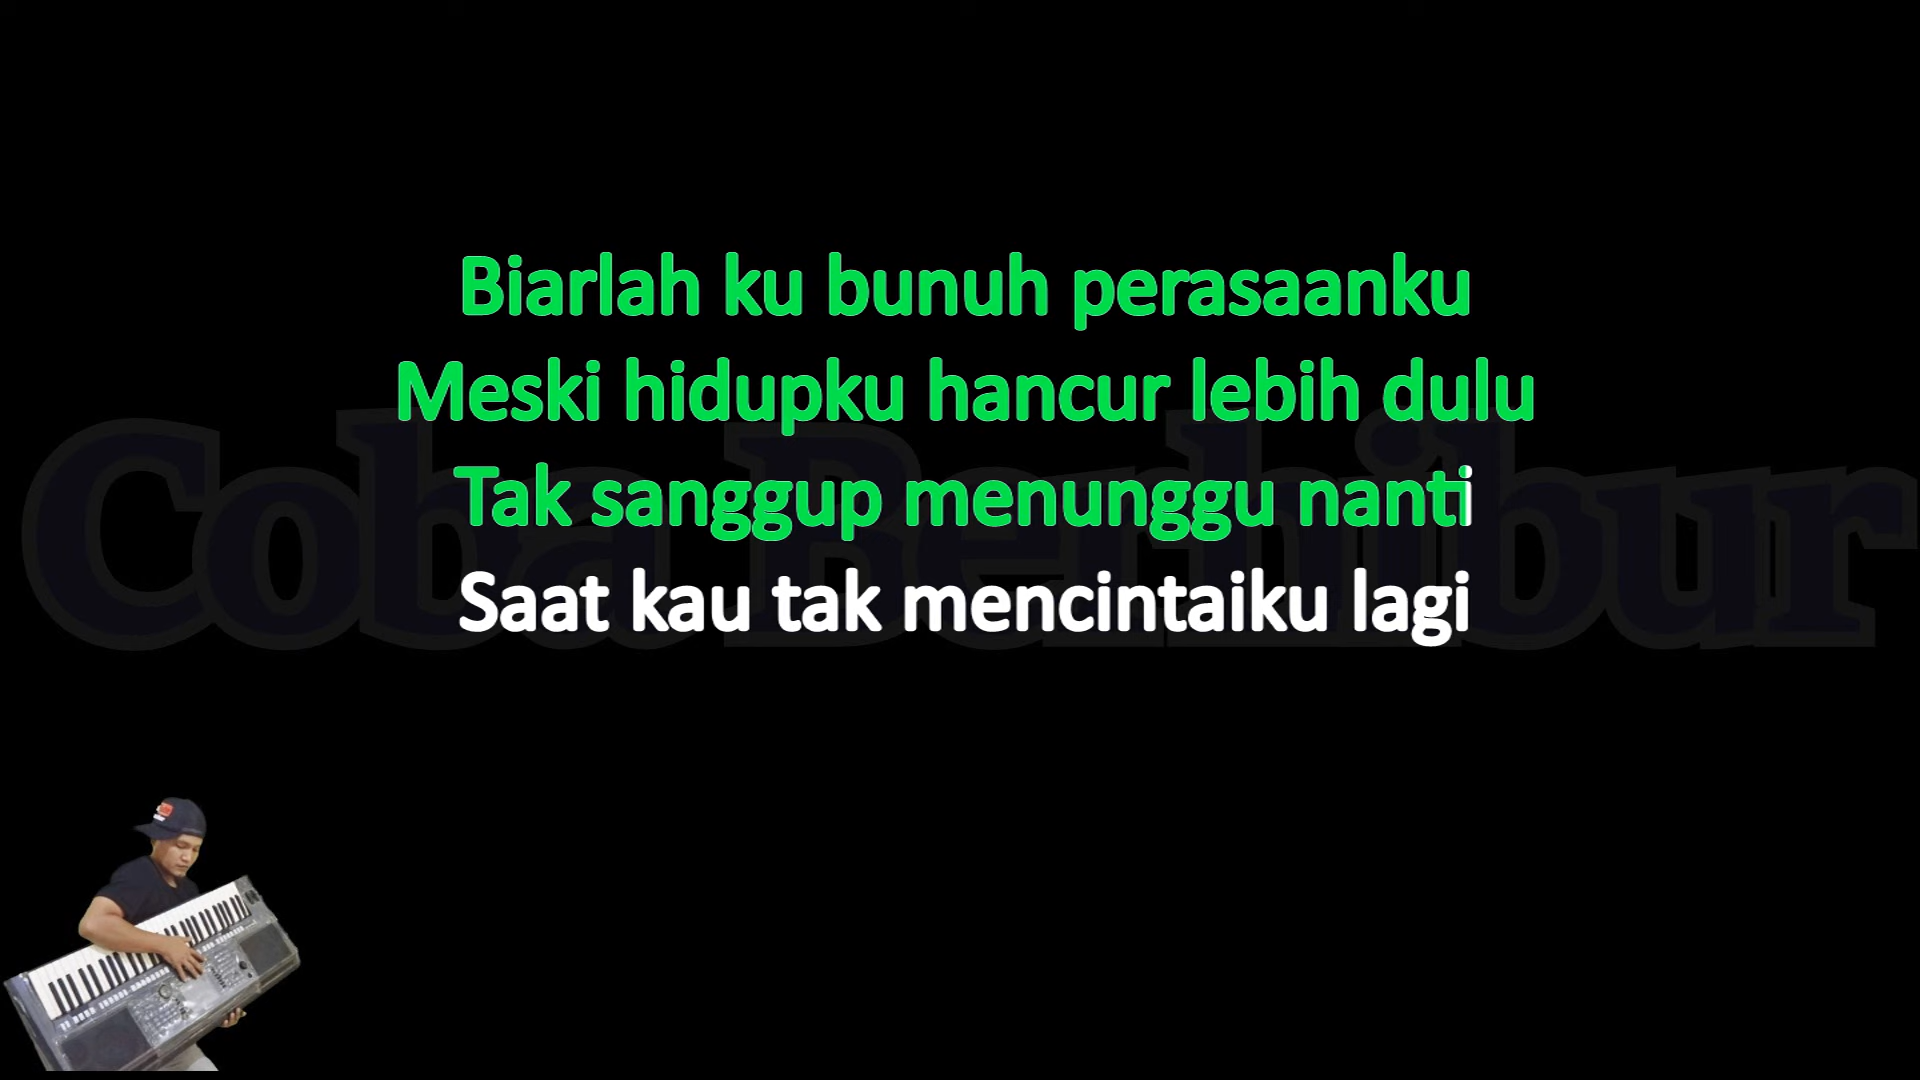 Biarlah ku bunuh perasaanku
Meski hidupku hancur lebih dulu
Tak sanggup menunggu nanti
Saat kau tak mencintaiku lagi
Coba Berhibur